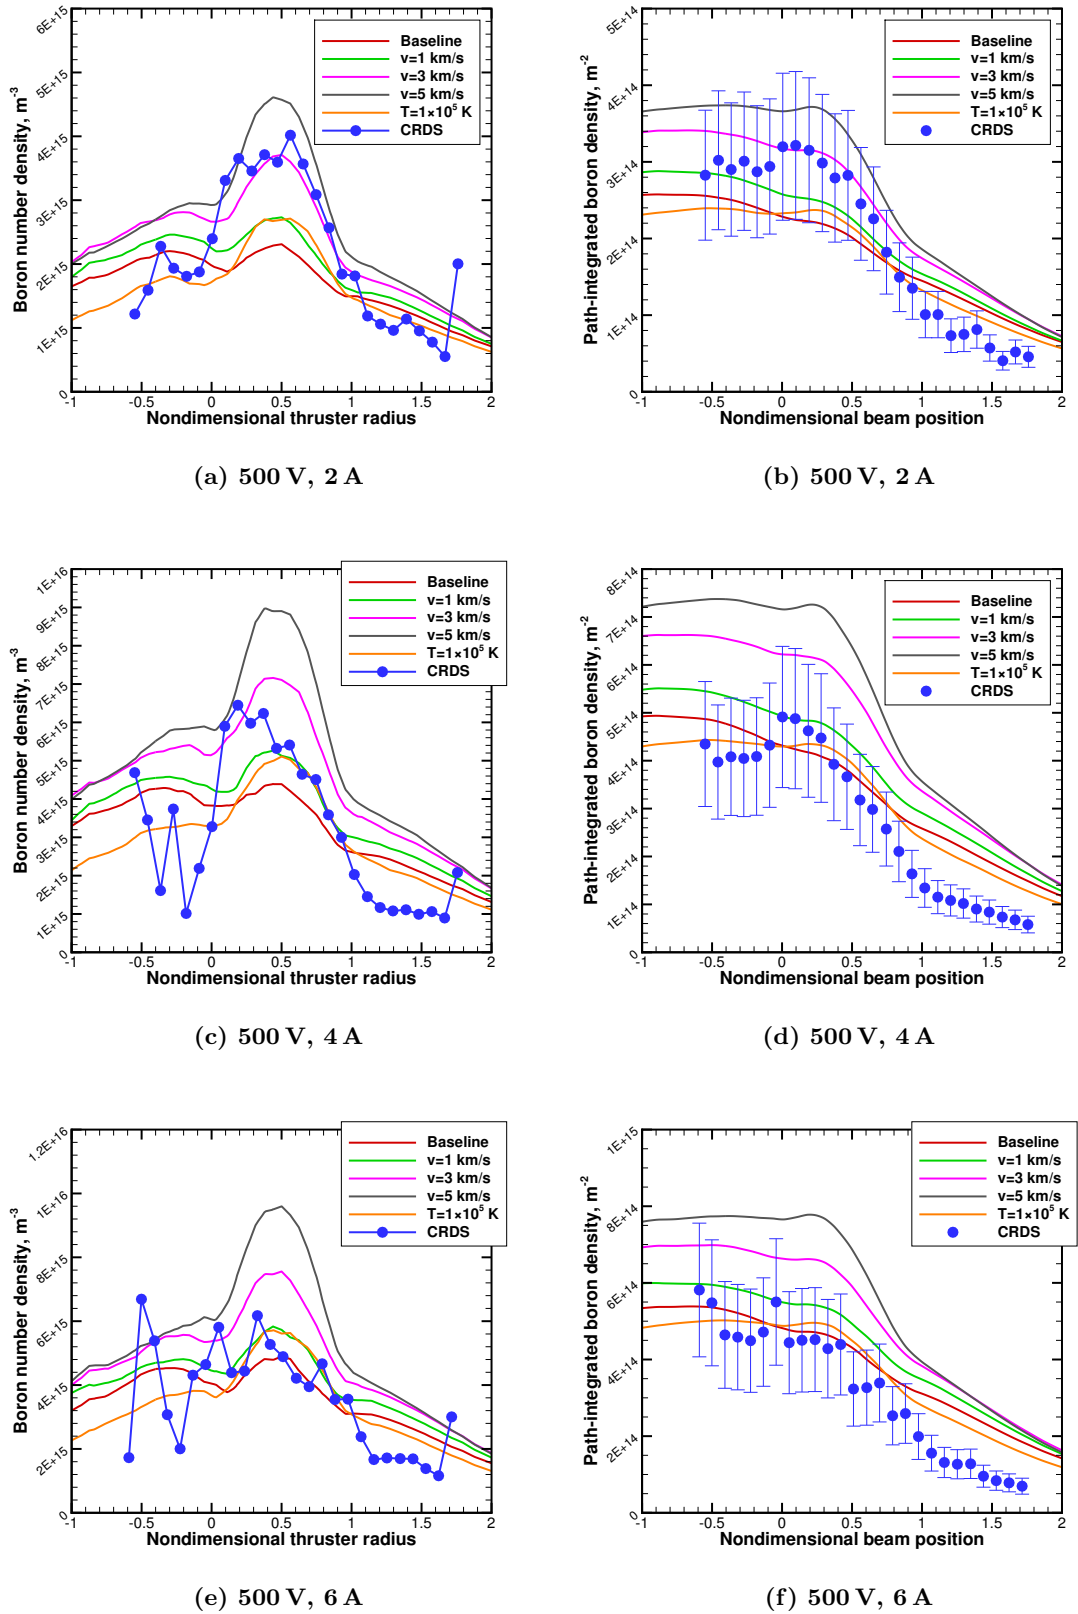 6E+15
5E+15
4E+15
3E+15
2E+15
1E+15
0
Boron number density, m-3
-1 -0.5 0 0.5 1 1.5 2
Nondimensional thruster radius
Baseline
v=1 km/s
v=3 km/s
v=5 km/s
T=1×10⁵ K
CRDS
(a) 500 V, 2 A
5E+14
4E+14
3E+14
2E+14
1E+14
0
Path-integrated boron density, m-2
-1 -0.5 0 0.5 1 1.5 2
Nondimensional beam position
Baseline
v=1 km/s
v=3 km/s
v=5 km/s
T=1×10⁵ K
CRDS
(b) 500 V, 2 A
1E+16
9E+15
8E+15
7E+15
6E+15
5E+15
4E+15
3E+15
2E+15
1E+15
0
Boron number density, m-3
-1 -0.5 0 0.5 1 1.5 2
Nondimensional thruster radius
Baseline
v=1 km/s
v=3 km/s
v=5 km/s
T=1×10⁵ K
CRDS
(c) 500 V, 4 A
8E+14
7E+14
6E+14
5E+14
4E+14
3E+14
2E+14
1E+14
0
Path-integrated boron density, m-2
-1 -0.5 0 0.5 1 1.5 2
Nondimensional beam position
Baseline
v=1 km/s
v=3 km/s
v=5 km/s
T=1×10⁵ K
CRDS
(d) 500 V, 4 A
1.2E+16
1E+16
8E+15
6E+15
4E+15
2E+15
0
Boron number density, m-3
-1 -0.5 0 0.5 1 1.5 2
Nondimensional thruster radius
Baseline
v=1 km/s
v=3 km/s
v=5 km/s
T=1×10⁵ K
CRDS
(e) 500 V, 6 A
1E+15
8E+14
6E+14
4E+14
2E+14
0
Path-integrated boron density, m-2
-1 -0.5 0 0.5 1 1.5 2
Nondimensional beam position
Baseline
v=1 km/s
v=3 km/s
v=5 km/s
T=1×10⁵ K
CRDS
(f) 500 V, 6 A